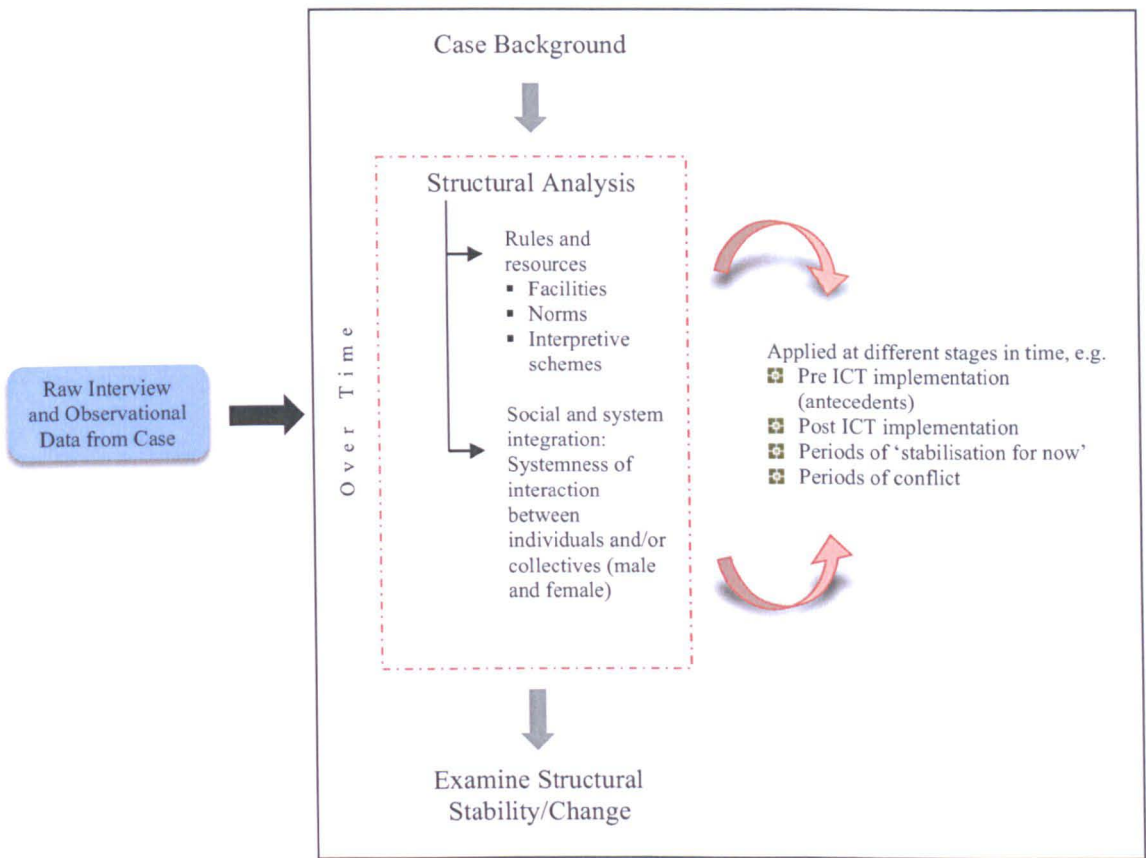 Case Background
Structural Analysis
Rules and
resources
▪ Facilities
▪ Norms
▪ Interpretive
schemes
Social and system
integration:
Systemness of
interaction
between
individuals and/or
collectives (male
and female)
Over Time
Raw Interview
and Observational
Data from Case
Applied at different stages in time, e.g.
Pre ICT implementation
(antecedents)
Post ICT implementation
Periods of ‘stabilisation for now’
Periods of conflict
Examine Structural
Stability/Change